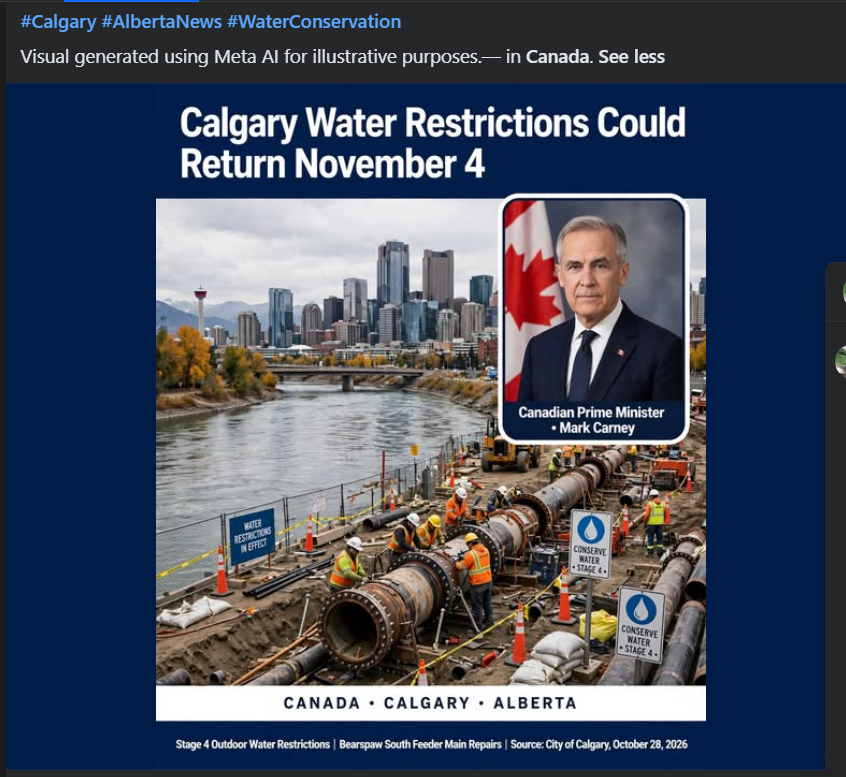 #Calgary #AlbertaNews #WaterConservation
Visual generated using Meta AI for illustrative purposes.— in Canada. See less
Calgary Water Restrictions Could
Return November 4
Canadian Prime Minister
• Mark Carney
WATER
RESTRICTIONS
IN EFFECT
CONSERVE
WATER
• STAGE 4 •
CONSERVE
WATER
• STAGE 4 •
CANADA • CALGARY • ALBERTA
Stage 4 Outdoor Water Restrictions | Bearspaw South Feeder Main Repairs | Source: City of Calgary, October 28, 2026